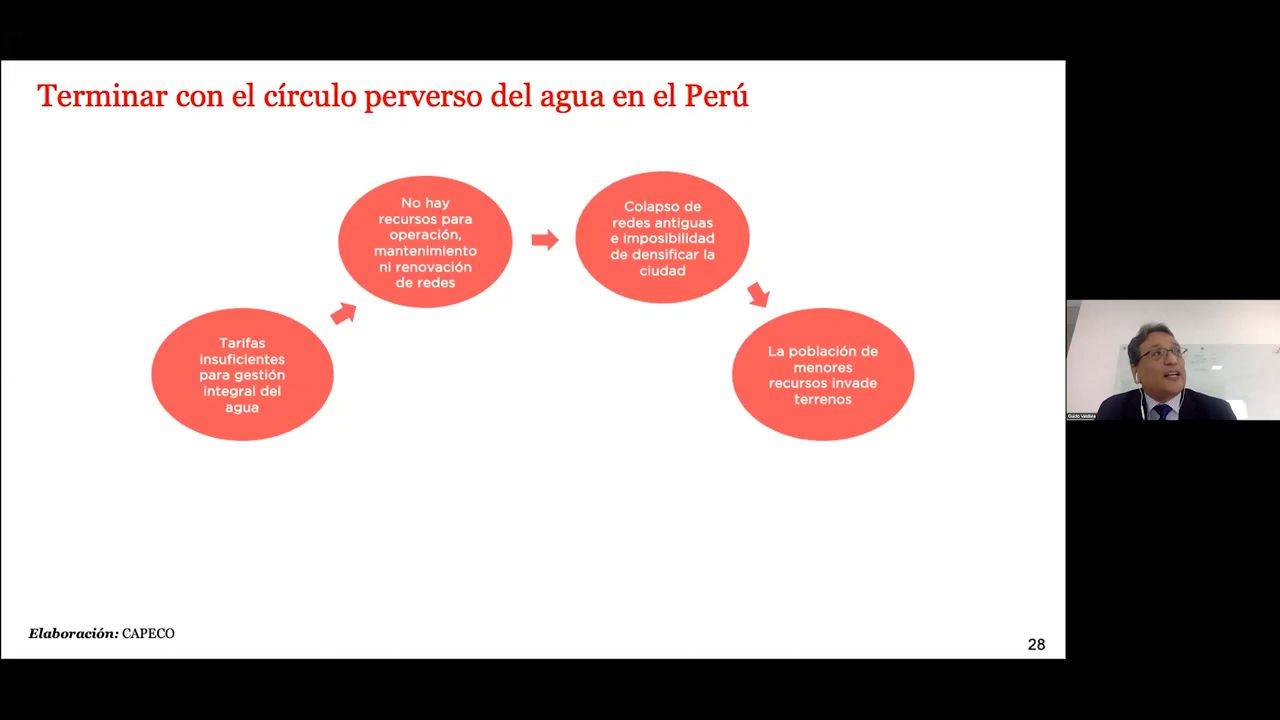 Terminar con el círculo perverso del agua en el Perú
No hay
recursos para
operación,
mantenimiento
ni renovación
de redes
Colapso de
redes antiguas
e imposibilidad
de densificar la
ciudad
Tarifas
insuficientes
para gestión
integral del
agua
La población de
menores
recursos invade
terrenos
Guido Valdivia
Elaboración: CAPECO
28